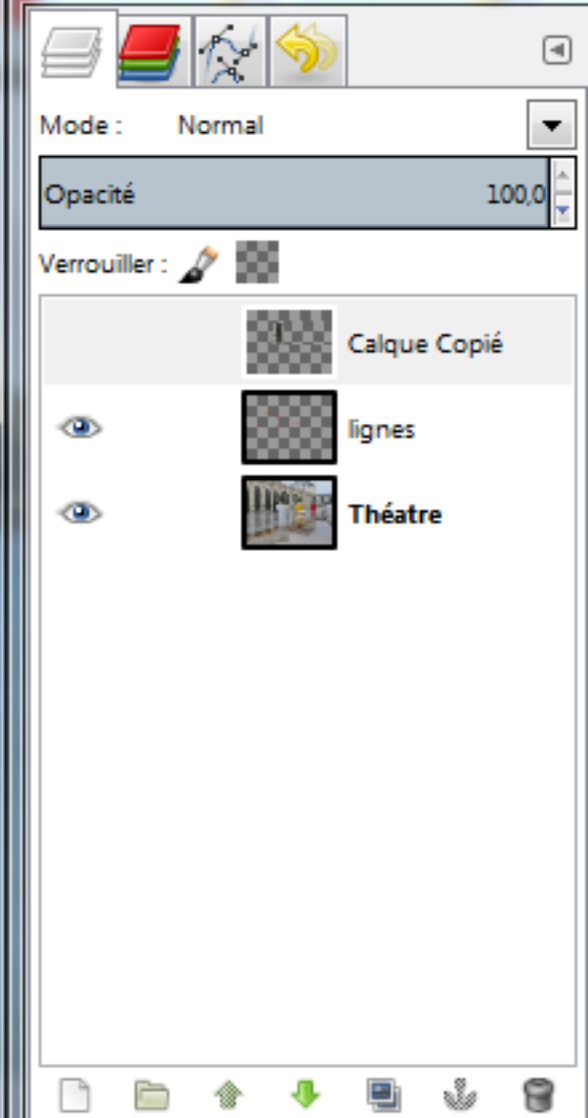 Mode : Normal
Opacité 100,0
Verrouiller :
Calque Copié
lignes
Théatre